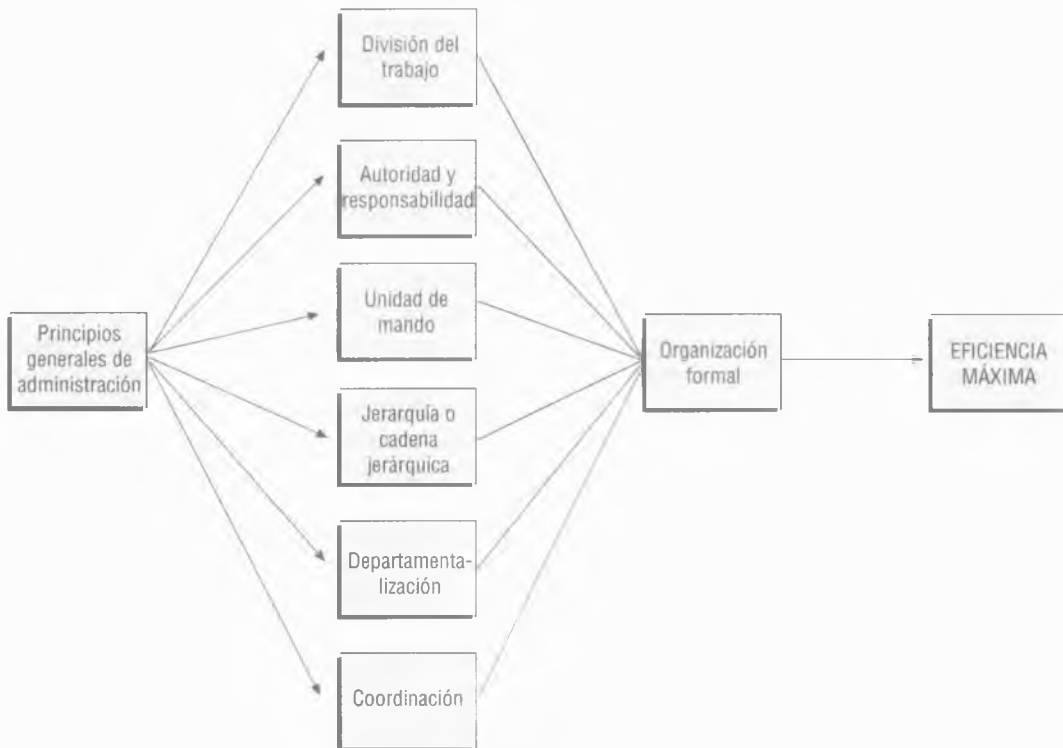 División del
trabajo
Autoridad y
responsabilidad
Unidad de
mando
Principios
generales de
administración
Organización
formal
EFICIENCIA
MÁXIMA
Jerarquía o
cadena
jerárquica
Departamenta-
lización
Coordinación